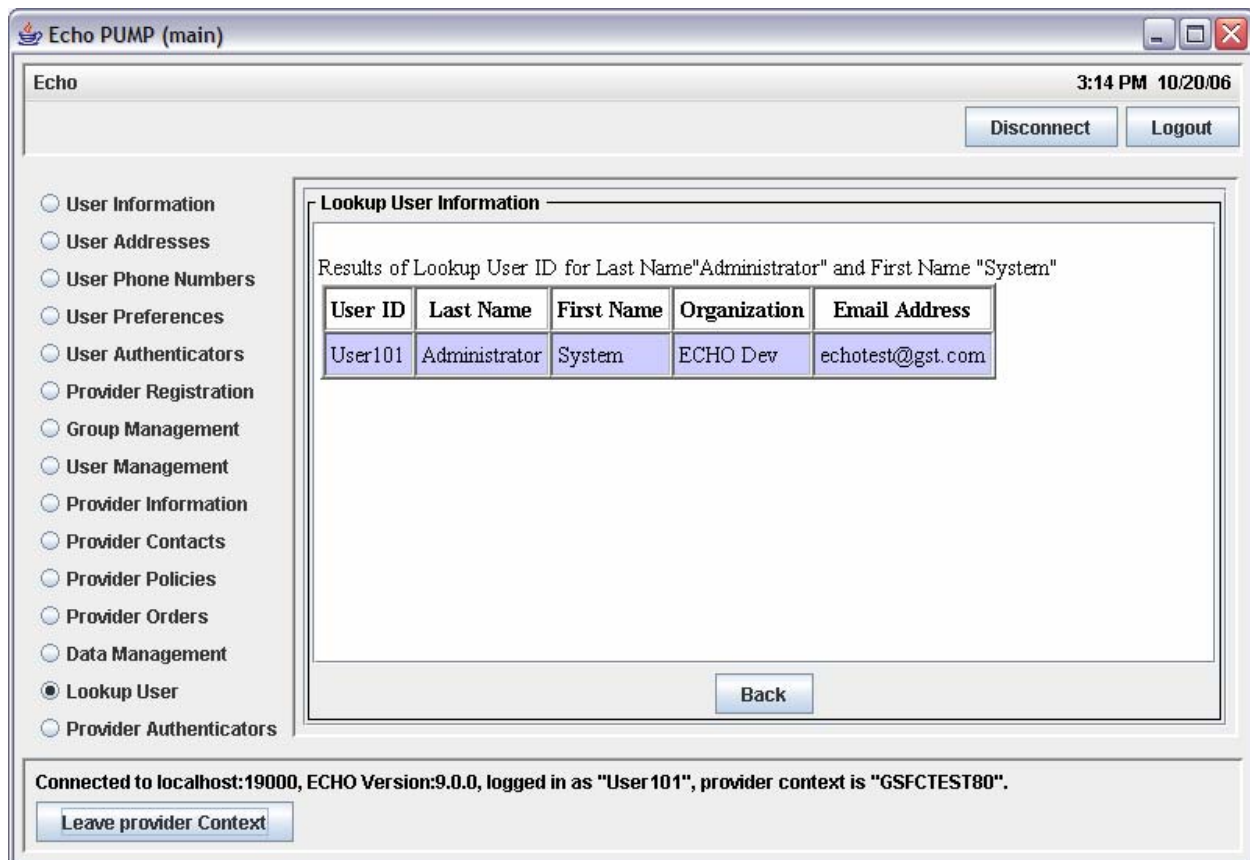 Echo PUMP (main)
Echo
3:14 PM 10/20/06
Disconnect
Logout
User Information
User Addresses
User Phone Numbers
User Preferences
User Authenticators
Provider Registration
Group Management
User Management
Provider Information
Provider Contacts
Provider Policies
Provider Orders
Data Management
Lookup User
Provider Authenticators
Lookup User Information
Results of Lookup User ID for Last Name"Administrator" and First Name "System"
User ID Last Name First Name Organization Email Address
User101 Administrator System ECHO Dev echotest@gst.com
Back
Connected to localhost:19000, ECHO Version:9.0.0, logged in as "User101", provider context is "GSFCTEST80".
Leave provider Context